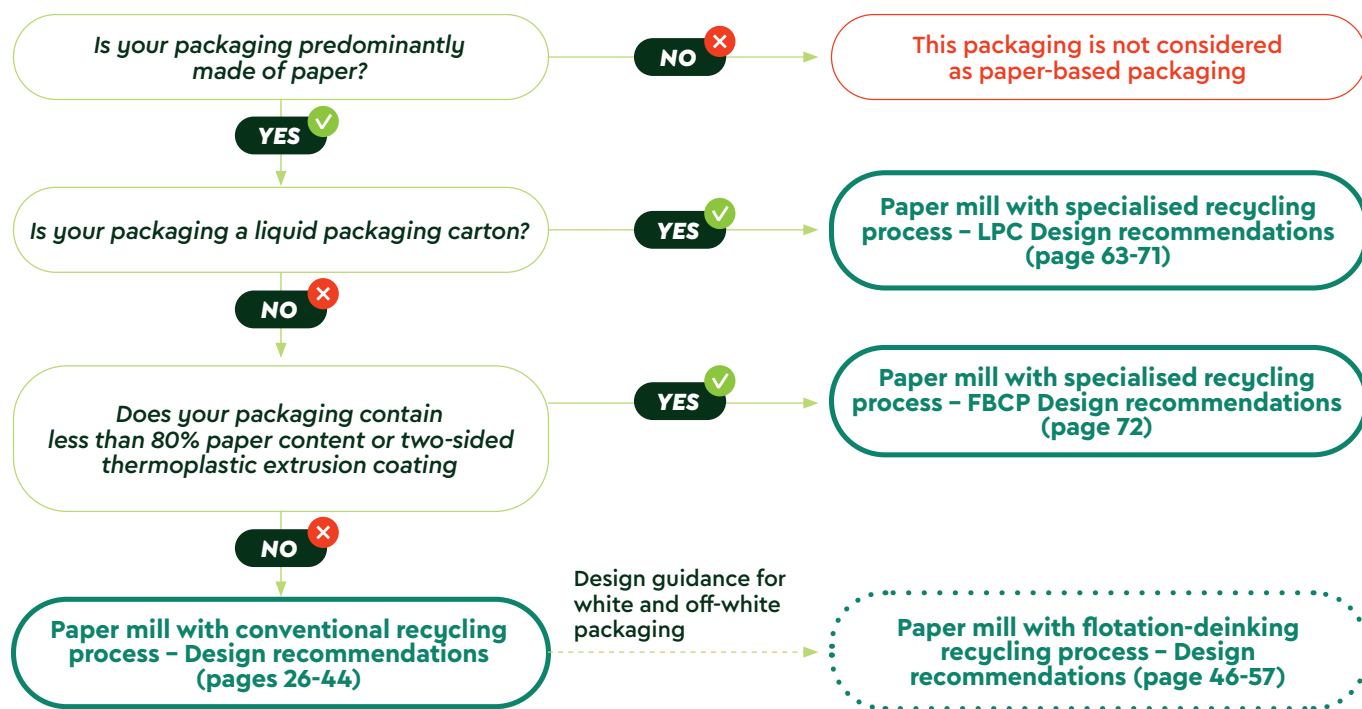 Is your packaging predominantly
made of paper?
NO
This packaging is not considered
as paper-based packaging
YES
Is your packaging a liquid packaging carton?
YES
Paper mill with specialised recycling
process – LPC Design recommendations
(page 63-71)
NO
Does your packaging contain
less than 80% paper content or two-sided
thermoplastic extrusion coating
YES
Paper mill with specialised recycling
process – FBCP Design recommendations
(page 72)
NO
Paper mill with conventional recycling
process – Design recommendations
(pages 26-44)
Design guidance for
white and off-white
packaging
Paper mill with flotation-deinking
recycling process – Design
recommendations (page 46-57)